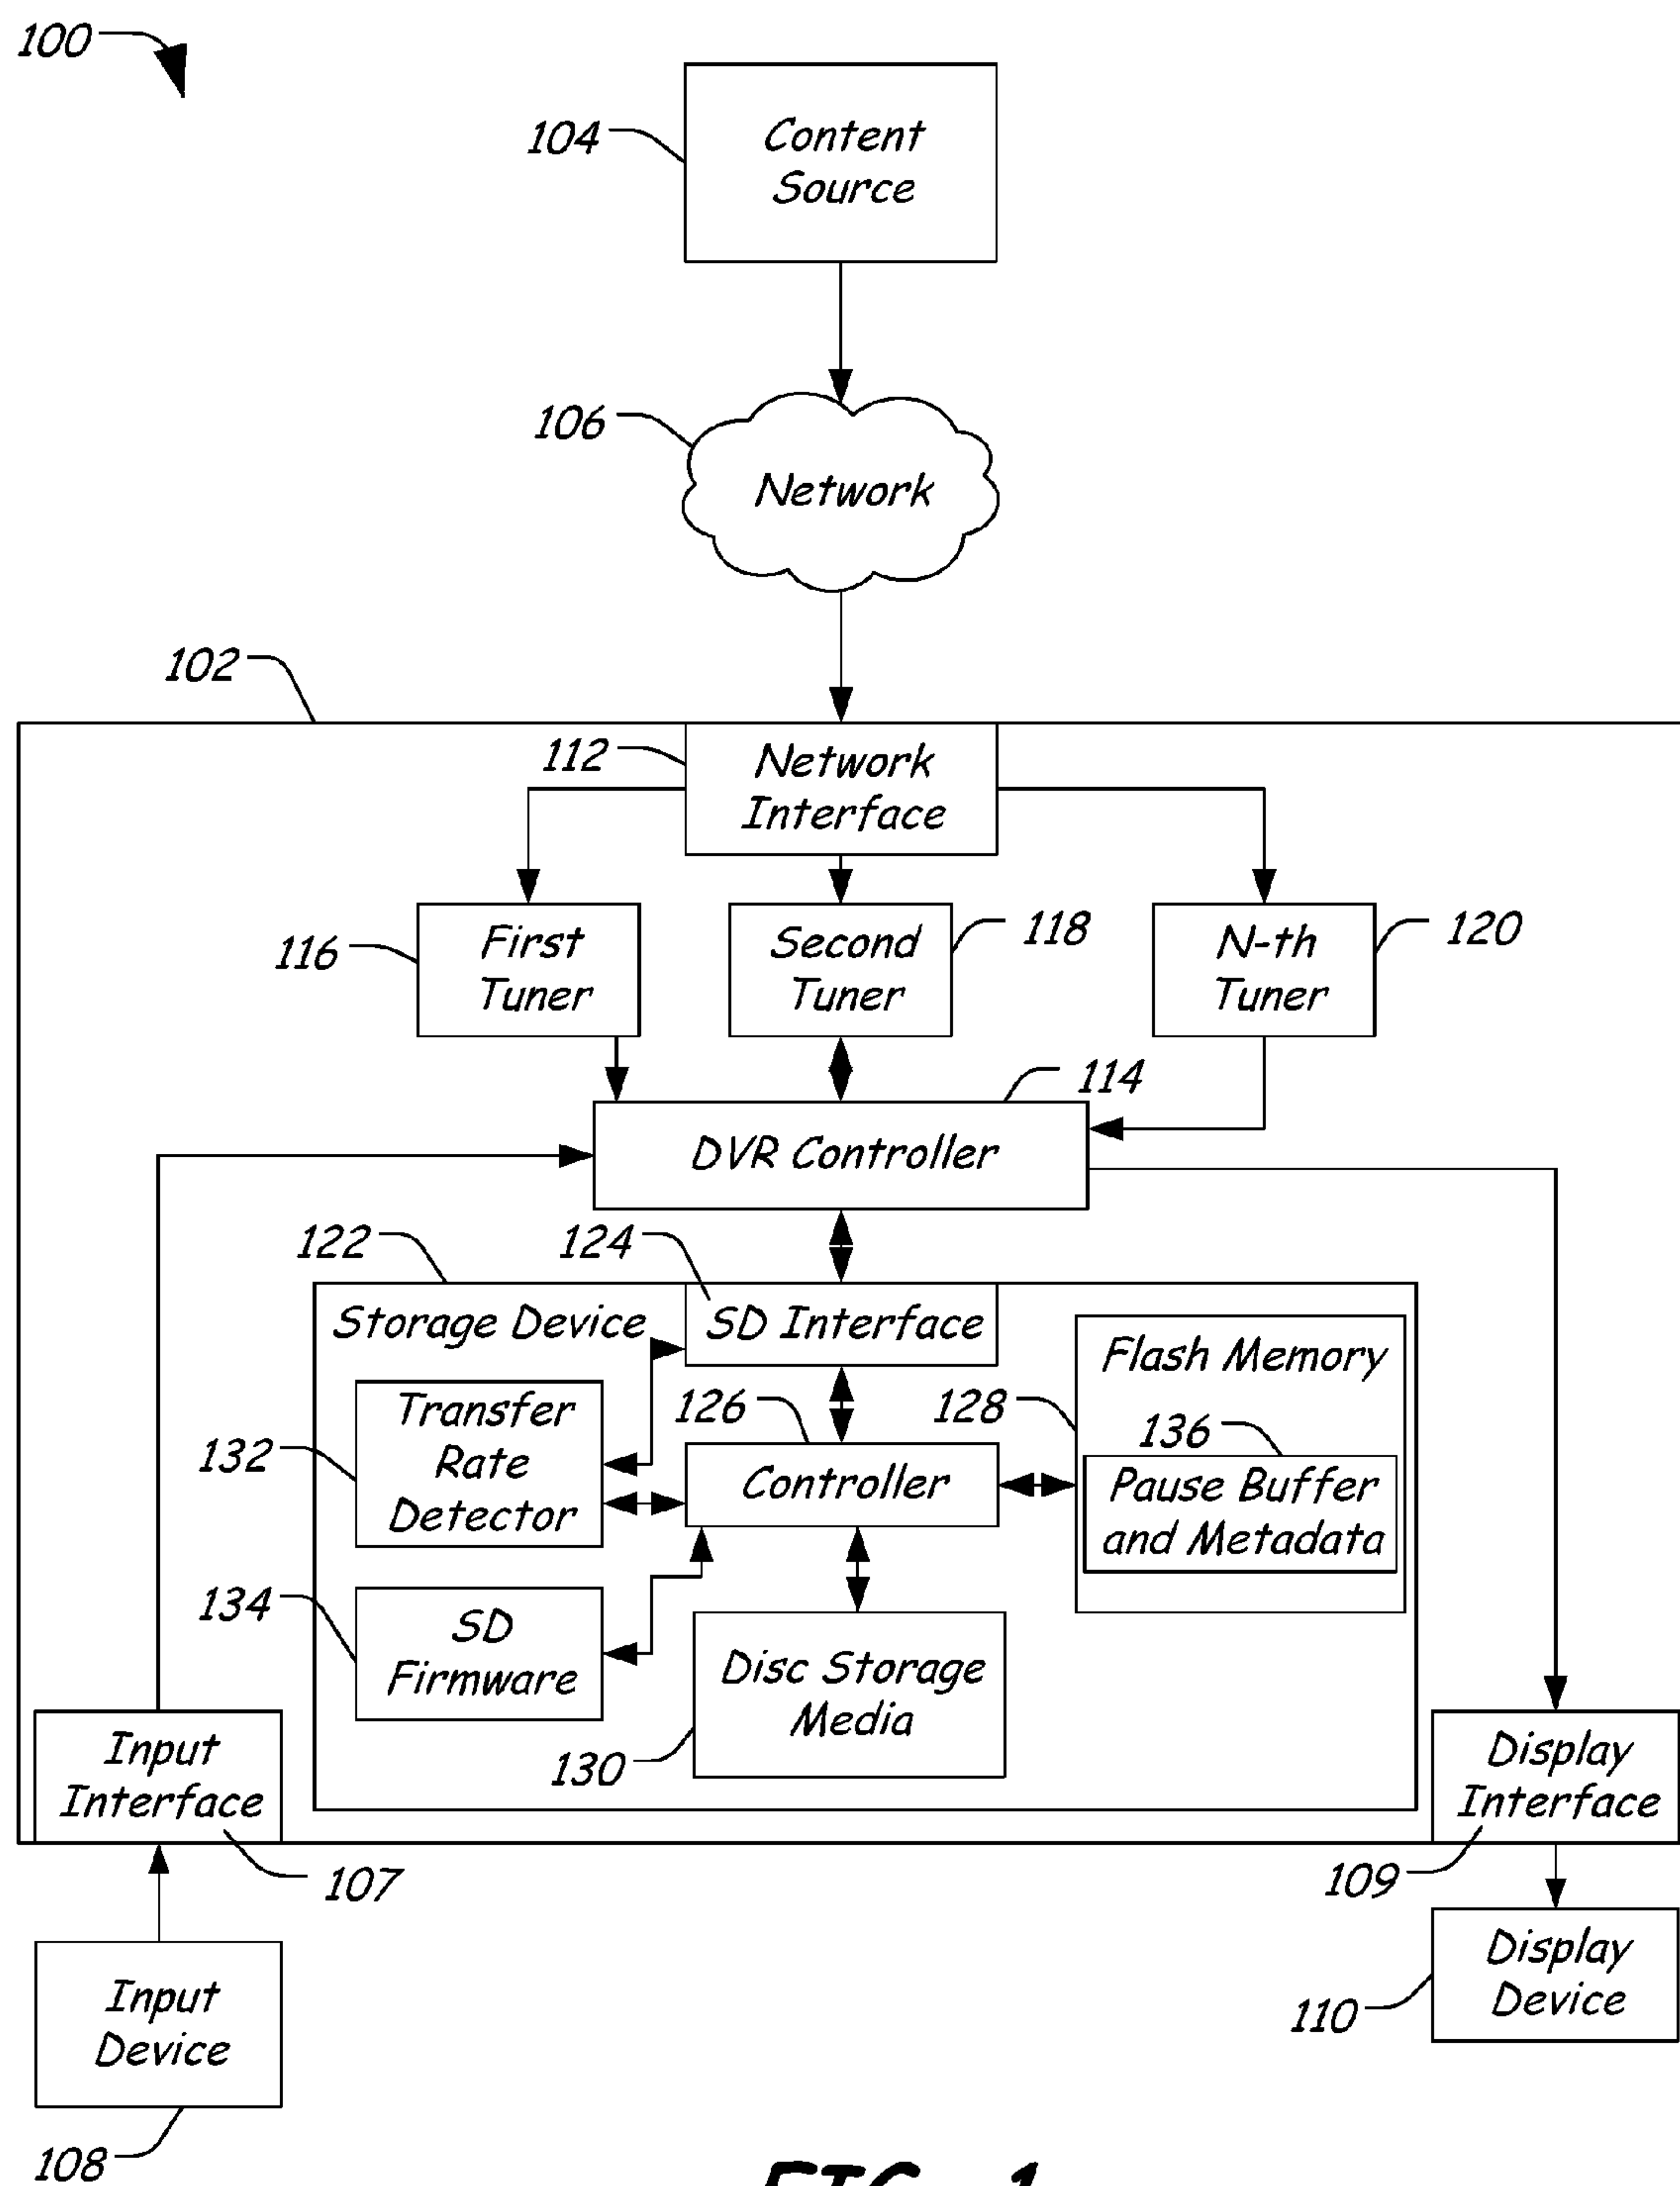 100
104
Content
Source
106
Network
102
112
Network
Interface
116
First
Tuner
Second
Tuner
118
N-th
Tuner
120
114
DVR Controller
122
124
Storage Device
SD Interface
Flash Memory
126
128
136
Transfer
Rate
Detector
132
Controller
Pause Buffer
and Metadata
134
SD
Firmware
Disc Storage
Media
130
Input
Interface
107
Display
Interface
109
Input
Device
108
Display
Device
110
FIG. 1